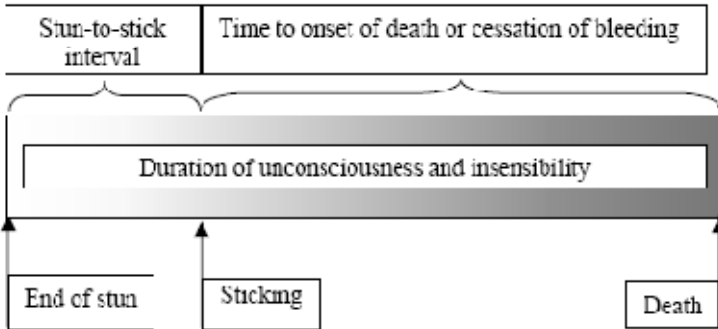 Stun-to-stick
interval
Time to onset of death or cessation of bleeding
Duration of unconsciousness and insensibility
End of stun
Sticking
Death